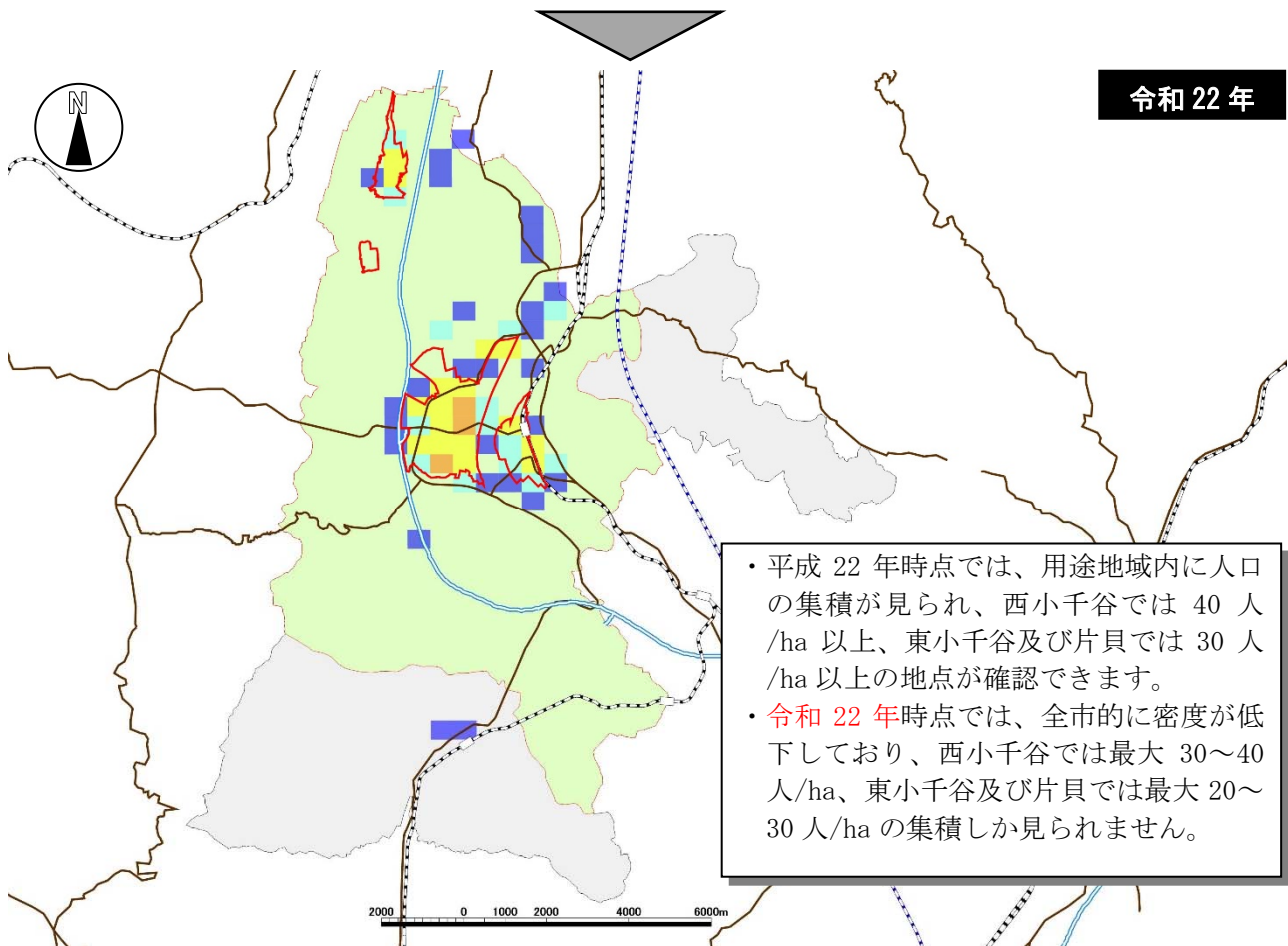 N
令和 22 年
・平成 22 年時点では、用途地域内に人口
の集積が見られ、西小千谷では 40 人
/ha 以上、東小千谷及び片貝では 30 人
/ha 以上の地点が確認できます。
・令和 22 年時点では、全市的に密度が低
下しており、西小千谷では最大 30～40
人/ha、東小千谷及び片貝では最大 20～
30 人/ha の集積しか見られません。
2000 0 1000 2000 4000 6000m